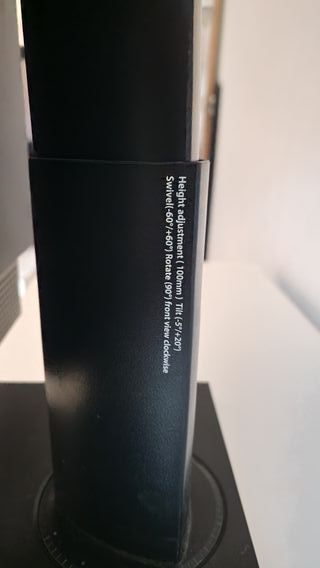 Height adjustment ( 100mm ) Tilt (-5°/+20°)
Swivel(-60°/+60°) Rotate (90°) front view clockwise